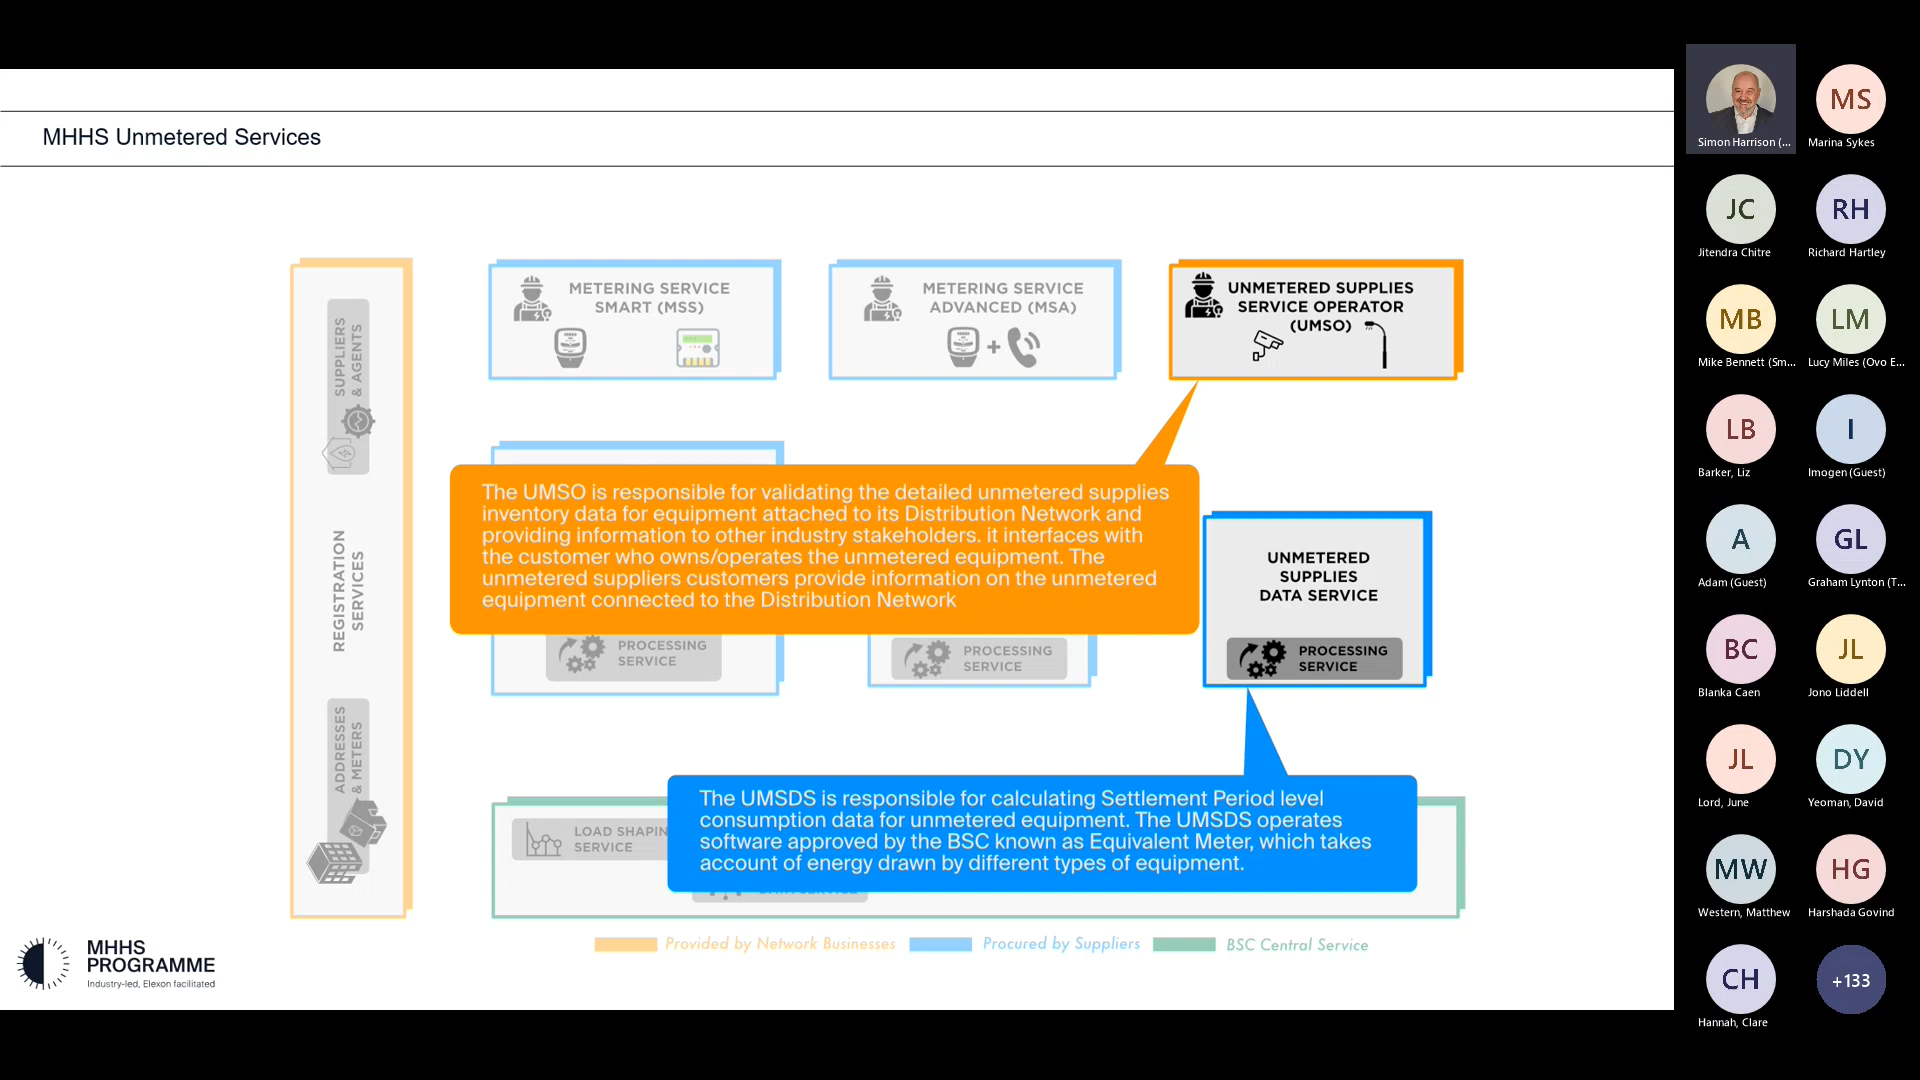 MHHS Unmetered Services
SUPPLIERS
& AGENTS
REGISTRATION
SERVICES
ADDRESSES
& METERS
METERING SERVICE
SMART (MSS)
METERING SERVICE
ADVANCED (MSA)
UNMETERED SUPPLIES
SERVICE OPERATOR
(UMSO)
The UMSO is responsible for validating the detailed unmetered supplies
inventory data for equipment attached to its Distribution Network and
providing information to other industry stakeholders. it interfaces with
the customer who owns/operates the unmetered equipment. The
unmetered suppliers customers provide information on the unmetered
equipment connected to the Distribution Network
PROCESSING
SERVICE
PROCESSING
SERVICE
UNMETERED
SUPPLIES
DATA SERVICE
PROCESSING
SERVICE
LOAD SHAPIN
SERVICE
The UMSDS is responsible for calculating Settlement Period level
consumption data for unmetered equipment. The UMSDS operates
software approved by the BSC known as Equivalent Meter, which takes
account of energy drawn by different types of equipment.
Provided by Network Businesses
Procured by Suppliers
BSC Central Service
MHHS
PROGRAMME
Industry-led, Elexon facilitated
Simon Harrison (...
MS
Marina Sykes
JC
Jitendra Chitre
RH
Richard Hartley
MB
Mike Bennett (Sm...
LM
Lucy Miles (Ovo E...
LB
Barker, Liz
I
Imogen (Guest)
A
Adam (Guest)
GL
Graham Lynton (T...
BC
Blanka Caen
JL
Jono Liddell
JL
Lord, June
DY
Yeoman, David
MW
Western, Matthew
HG
Harshada Govind
CH
Hannah, Clare
+133